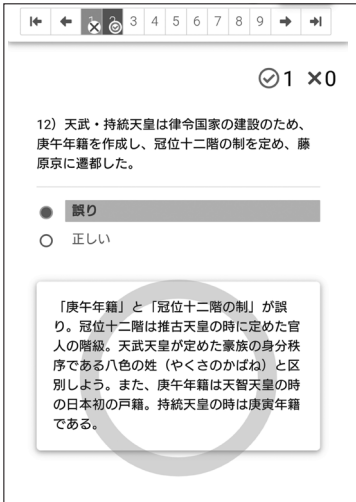 1 2 3 4 5 6 7 8 9
1 ×0
12）天武・持統天皇は律令国家の建設のため、
庚午年籍を作成し、冠位十二階の制を定め、藤
原京に遷都した。
誤り
正しい
「庚午年籍」と「冠位十二階の制」が誤
り。冠位十二階は推古天皇の時に定めた官
人の階級。天武天皇が定めた豪族の身分秩
序である八色の姓（やくさのかばね）と区
別しよう。また、庚午年籍は天智天皇の時
の日本初の戸籍。持統天皇の時は庚寅年籍
である。